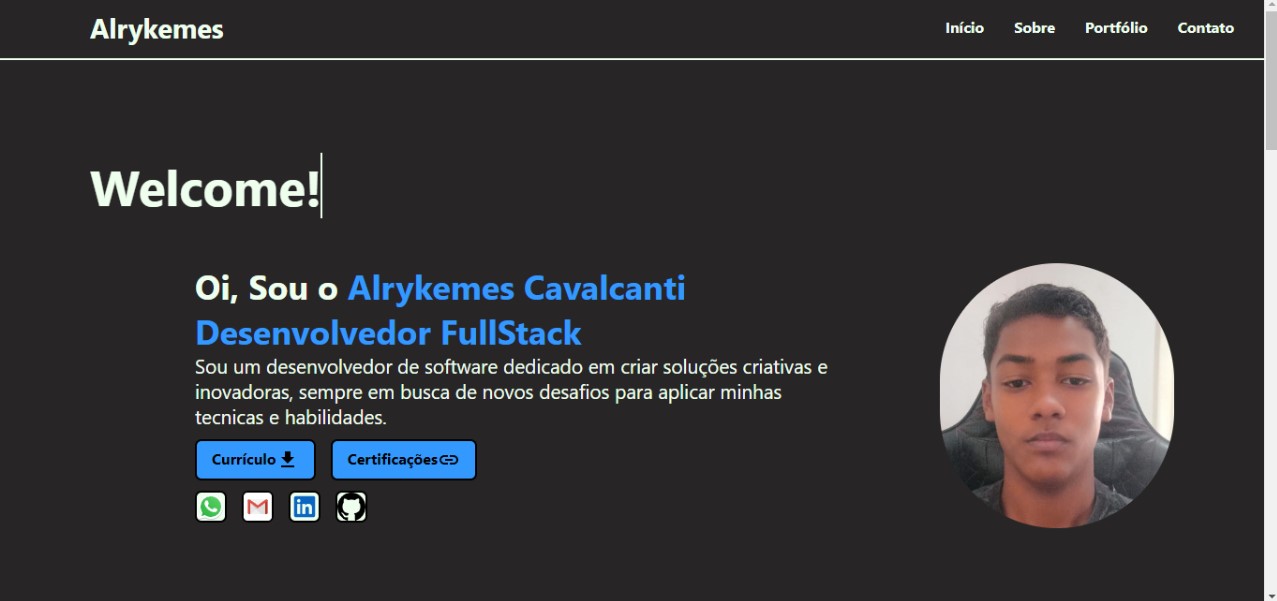 Alrykemes
Início Sobre Portfólio Contato
Welcome!
Oi, Sou o Alrykemes Cavalcanti
Desenvolvedor FullStack
Sou um desenvolvedor de software dedicado em criar soluções criativas e
inovadoras, sempre em busca de novos desafios para aplicar minhas
tecnicas e habilidades.
Currículo Certificações
in